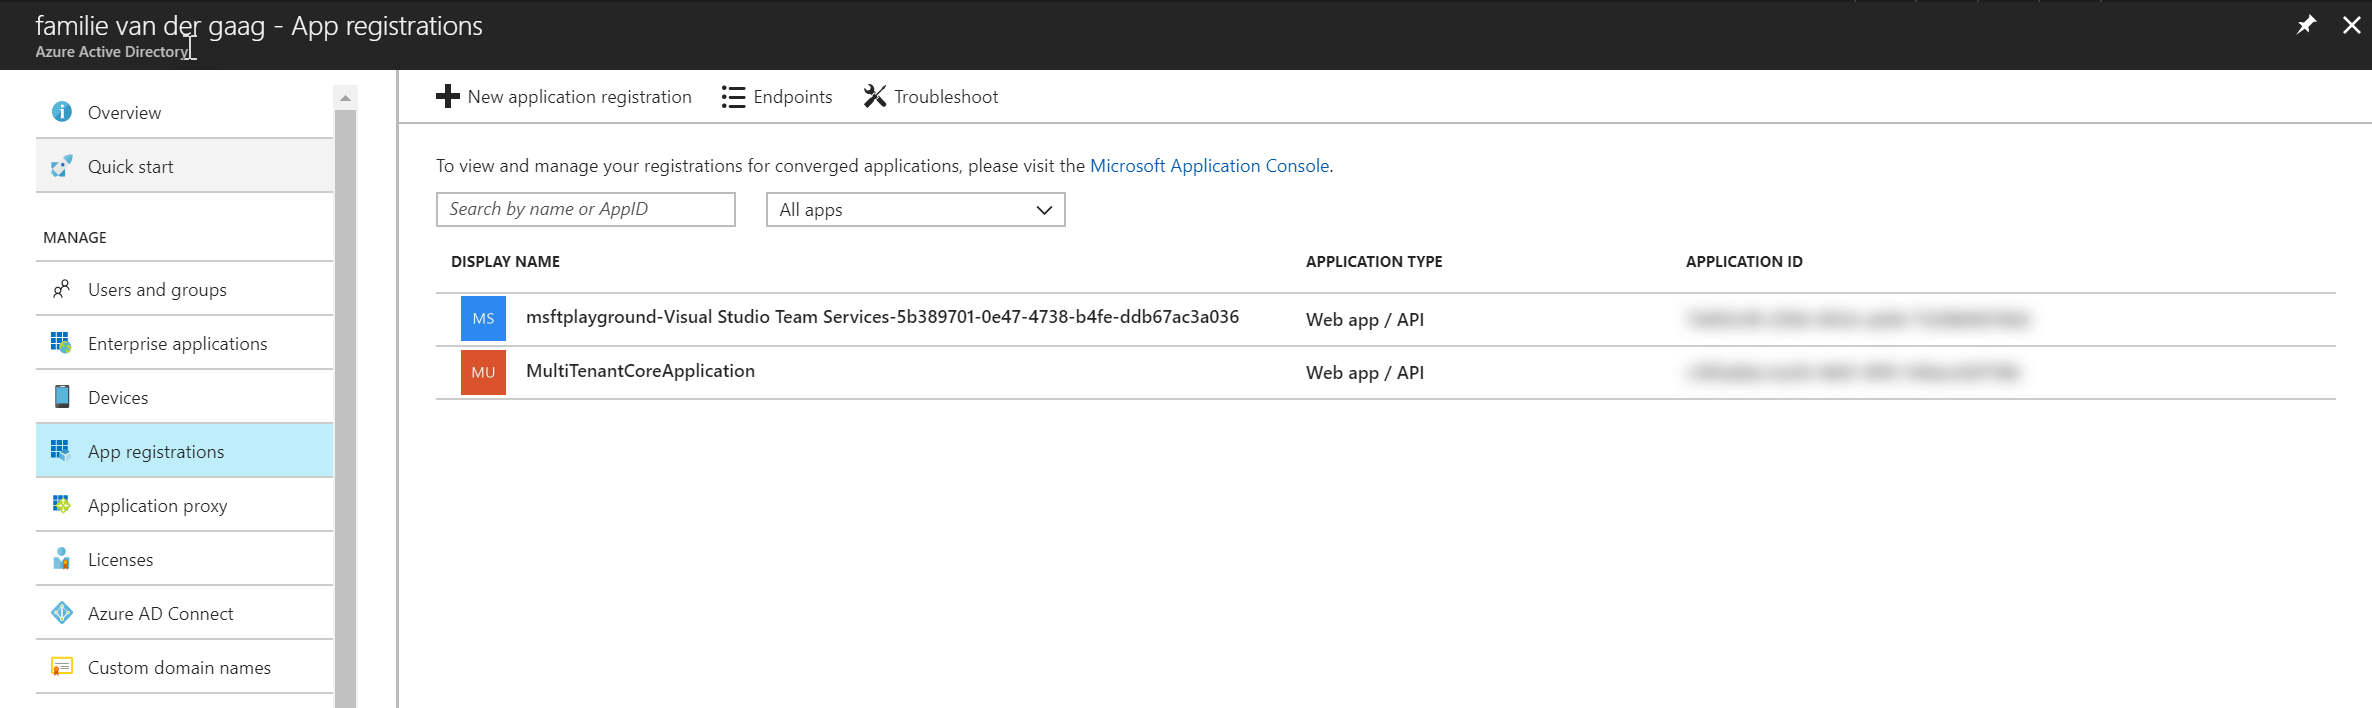 familie van der gaag - App registrations
Azure Active Directory
Overview
Quick start
MANAGE
Users and groups
Enterprise applications
Devices
App registrations
Application proxy
Licenses
Azure AD Connect
Custom domain names
New application registration Endpoints Troubleshoot
To view and manage your registrations for converged applications, please visit the Microsoft Application Console.
Search by name or AppID All apps
DISPLAY NAME APPLICATION TYPE APPLICATION ID
MS msftplayground-Visual Studio Team Services-5b389701-0e47-4738-b4fe-ddb67ac3a036 Web app / API
MU MultiTenantCoreApplication Web app / API